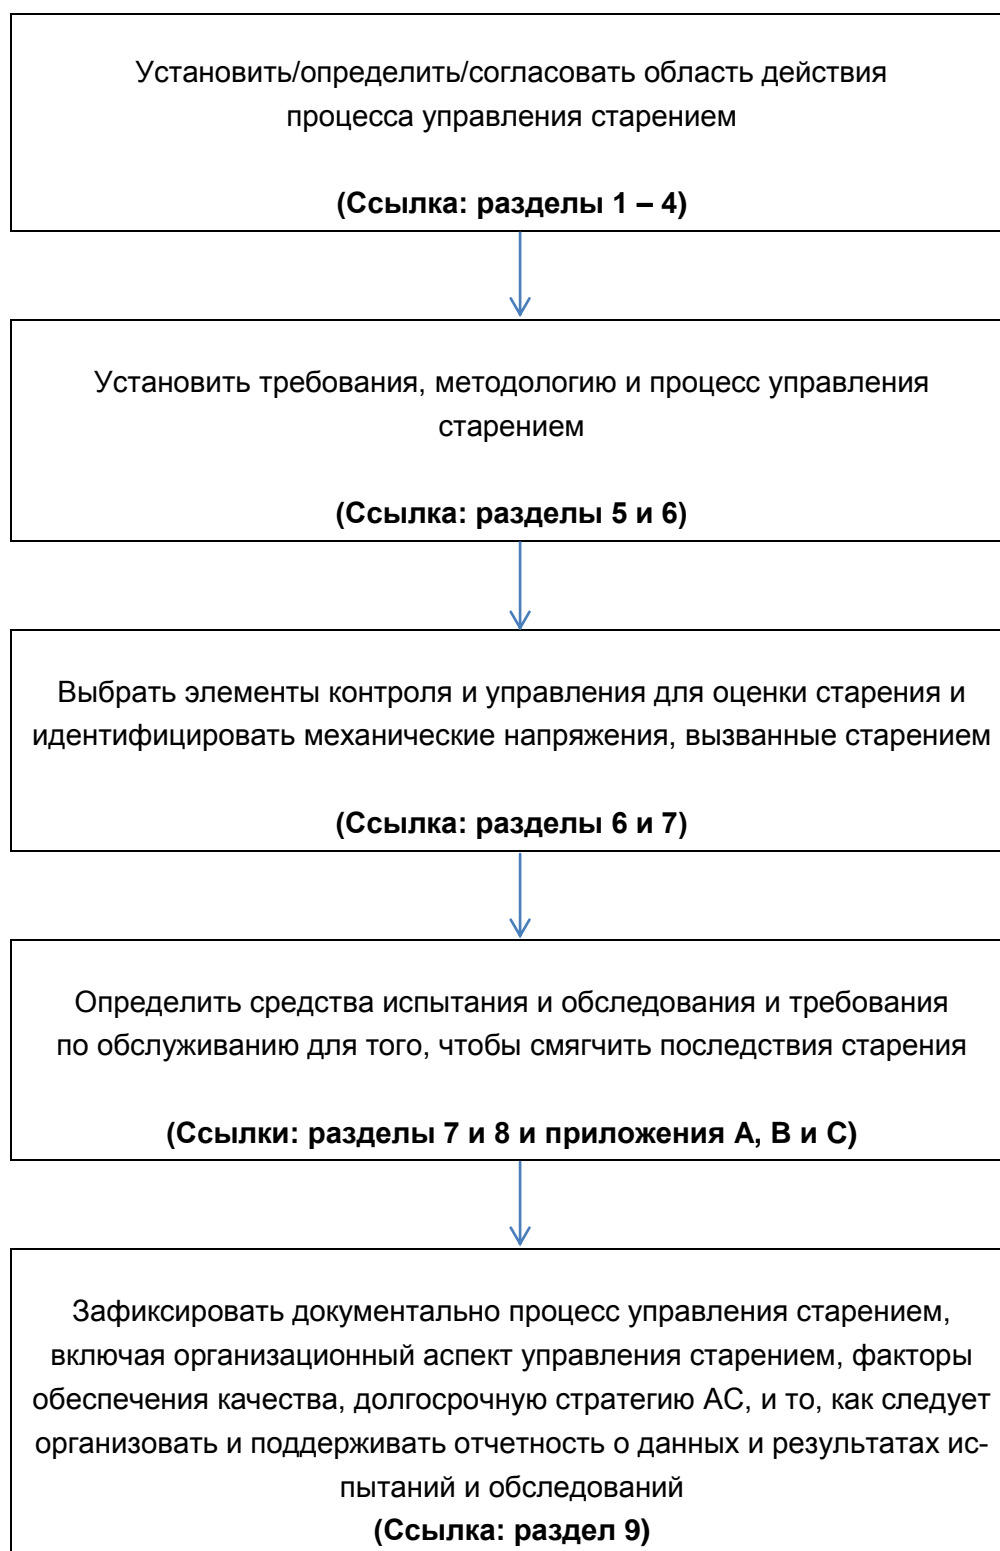 Установить/определить/согласовать область действия
процесса управления старением
(Ссылка: разделы 1 – 4)
Установить требования, методологию и процесс управления
старением
(Ссылка: разделы 5 и 6)
Выбрать элементы контроля и управления для оценки старения и
идентифицировать механические напряжения, вызванные старением
(Ссылка: разделы 6 и 7)
Определить средства испытания и обследования и требования
по обслуживанию для того, чтобы смягчить последствия старения
(Ссылки: разделы 7 и 8 и приложения А, В и С)
Зафиксировать документально процесс управления старением,
включая организационный аспект управления старением, факторы
обеспечения качества, долгосрочную стратегию АС, и то, как следует
организовать и поддерживать отчетность о данных и результатах ис-
пытаний и обследований
(Ссылка: раздел 9)